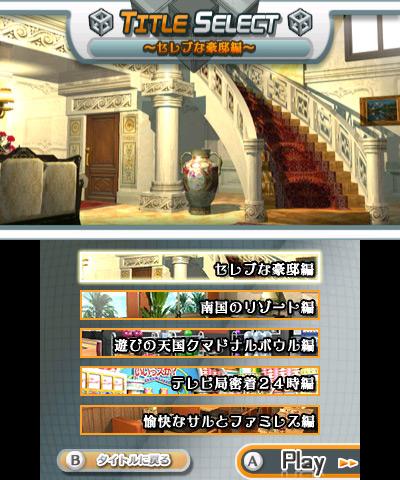 TITLE SELECT
～セレブな豪邸編～
セレブな豪邸編
南国のリゾート編
遊びの天国クマドナルボウル編
テレビ局密着24時編
愉快なサルとファミレス編
B タイトルに戻る
A Play